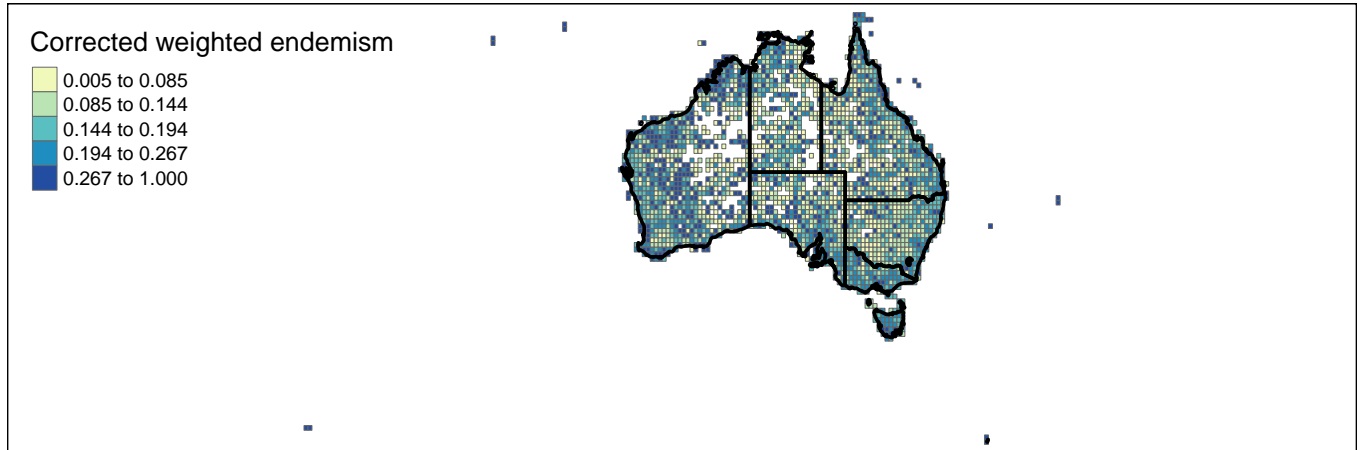 Corrected weighted endemism
0.005 to 0.085
0.085 to 0.144
0.144 to 0.194
0.194 to 0.267
0.267 to 1.000